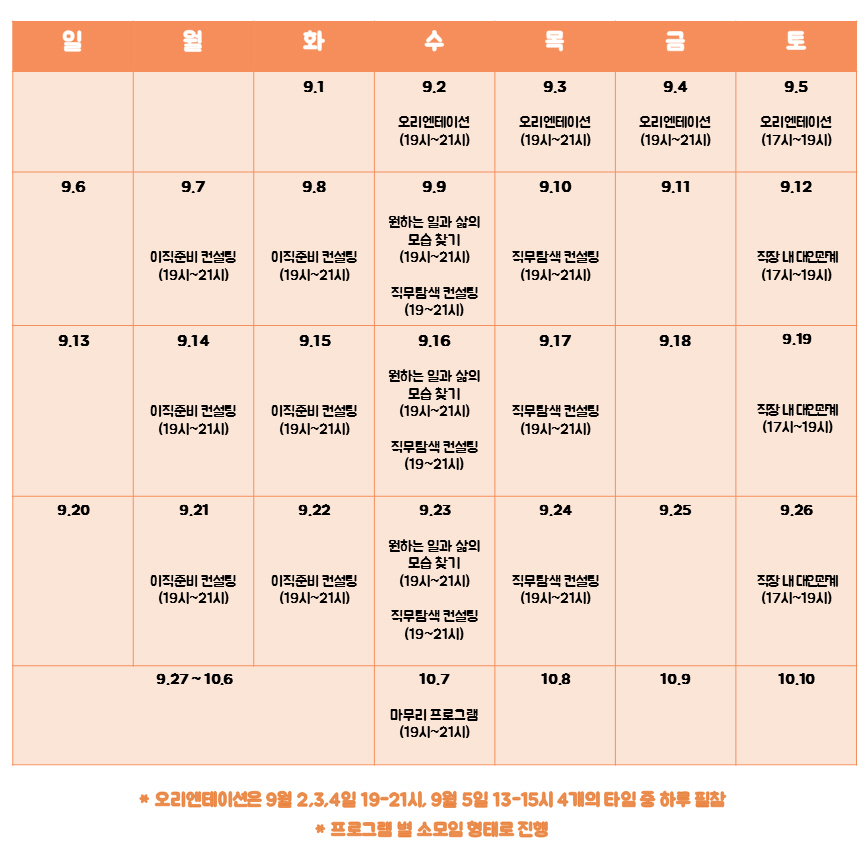 일 월 화 수 목 금 토
9.1
9.2
오리엔테이션
(19시~21시)
9.3
오리엔테이션
(19시~21시)
9.4
오리엔테이션
(19시~21시)
9.5
오리엔테이션
(17시~19시)
9.6
9.7
이직준비 컨설팅
(19시~21시)
9.8
이직준비 컨설팅
(19시~21시)
9.9
원하는 일과 삶의
모습 찾기
(19시~21시)
직무탐색 컨설팅
(19~21시)
9.10
직무탐색 컨설팅
(19시~21시)
9.11
9.12
직장 내 대인관계
(17시~19시)
9.13
9.14
이직준비 컨설팅
(19시~21시)
9.15
이직준비 컨설팅
(19시~21시)
9.16
원하는 일과 삶의
모습 찾기
(19시~21시)
직무탐색 컨설팅
(19~21시)
9.17
직무탐색 컨설팅
(19시~21시)
9.18
9.19
직장 내 대인관계
(17시~19시)
9.20
9.21
이직준비 컨설팅
(19시~21시)
9.22
이직준비 컨설팅
(19시~21시)
9.23
원하는 일과 삶의
모습 찾기
(19시~21시)
직무탐색 컨설팅
(19~21시)
9.24
직무탐색 컨설팅
(19시~21시)
9.25
9.26
직장 내 대인관계
(17시~19시)
9.27 ~ 10.6
10.7
마무리 프로그램
(19시~21시)
10.8
10.9
10.10
* 오리엔테이션은 9월 2,3,4일 19-21시, 9월 5일 13-15시 4개의 타임 중 하루 필참
* 프로그램 별 소모임 형태로 진행